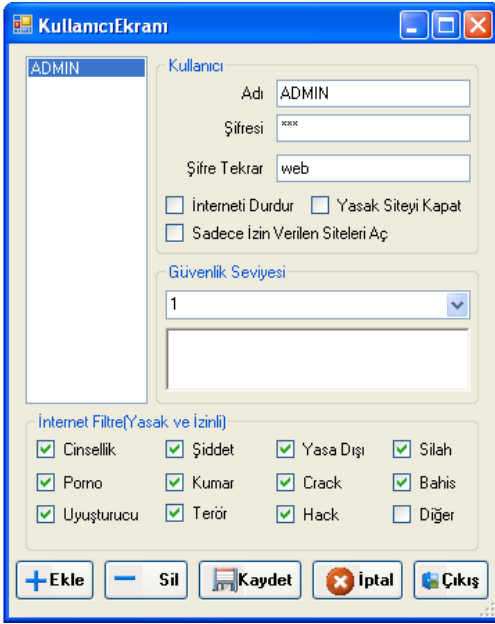 KullanıcıEkranı
ADMIN
Kullanıcı
Adı ADMIN
Şifresi ***
Şifre Tekrar web
İnterneti Durdur Yasak Siteyi Kapat
Sadece İzin Verilen Siteleri Aç
Güvenlik Seviyesi
1
İnternet Filtre(Yasak ve İzinli)
Cinsellik Şiddet Yasa Dışı Silah
Porno Kumar Crack Bahis
Uyuşturucu Terör Hack Diğer
Ekle Sil Kaydet İptal Çıkış